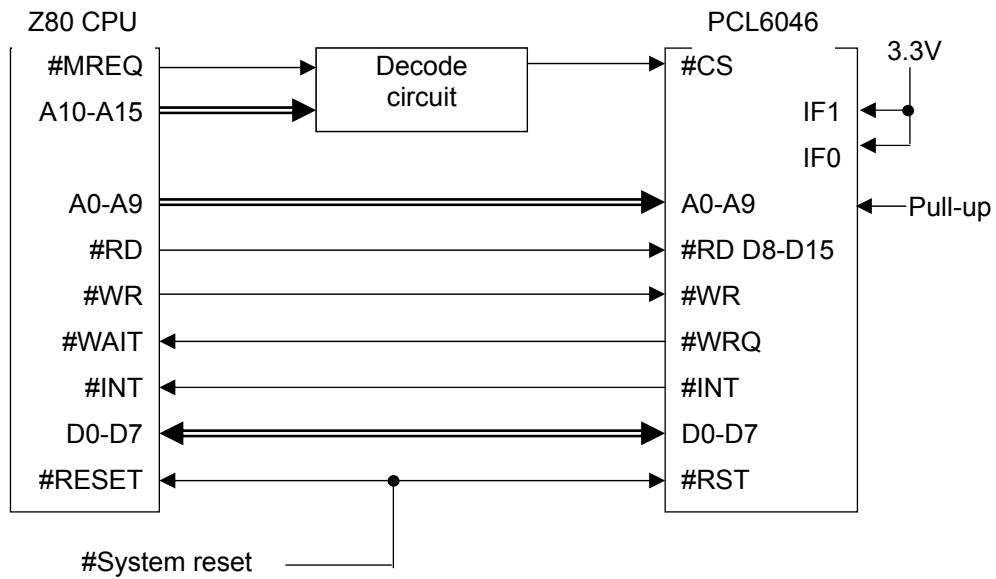 Z80 CPU
PCL6046
#MREQ
Decode
circuit
#CS
3.3V
A10-A15
IF1
IF0
A0-A9
A0-A9
Pull-up
#RD
#RD D8-D15
#WR
#WR
#WAIT
#WRQ
#INT
#INT
D0-D7
D0-D7
#RESET
#RST
#System reset